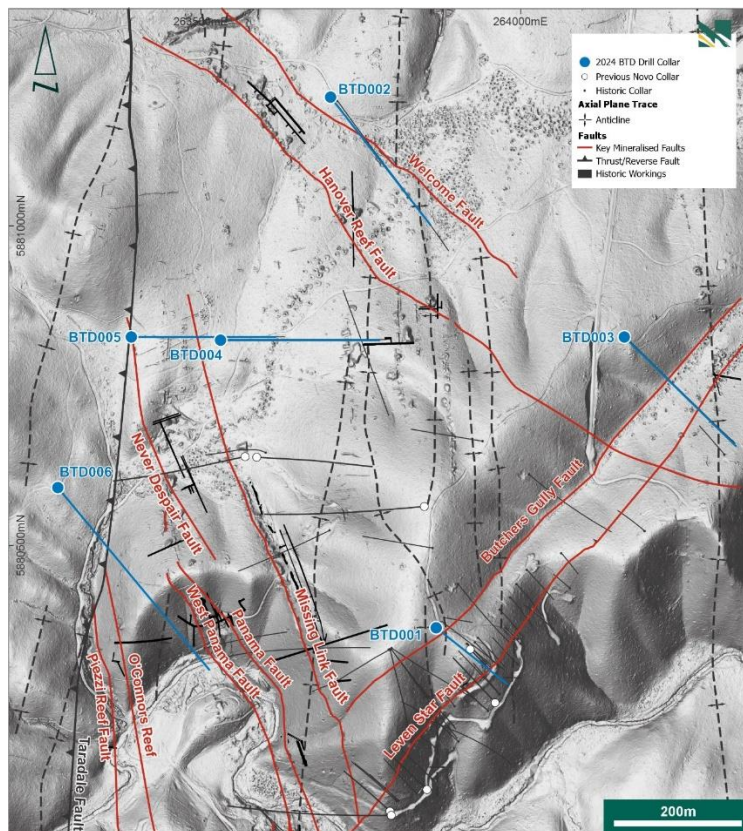 263500mE
264000mE
2024 BTD Drill Collar
Previous Novo Collar
Historic Collar
Axial Plane Trace
Anticline
Faults
Key Mineralised Faults
Thrust/Reverse Fault
Historic Workings
N
BTD002
Welcome Fault
Hanover Reef Fault
5881000mN
BTD005
BTD004
BTD003
Never Despair Fault
BTD006
Butchers Gully Fault
5880500mN
Missing Link Fault
Panama Fault
West Panama Fault
BTD001
Leven Star Fault
O'Connors Reef
Piezzi Reef Fault
Taradale Fault
200m